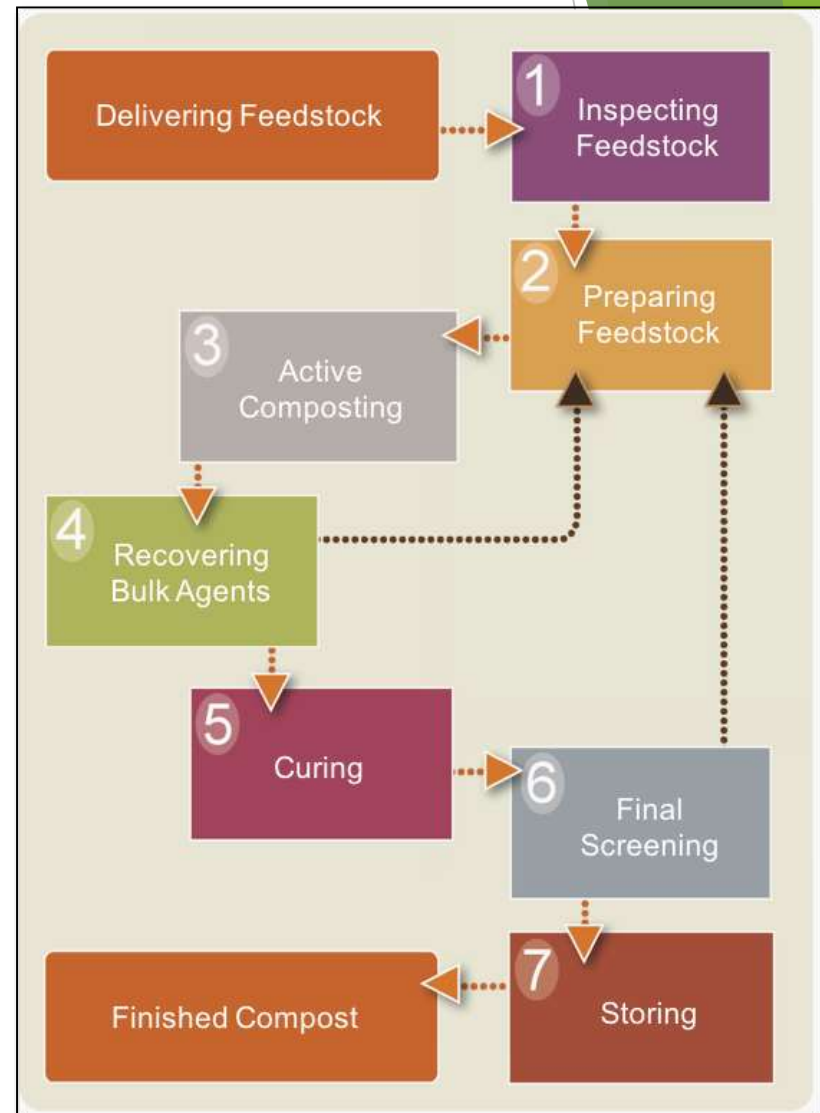 Delivering Feedstock
1
Inspecting
Feedstock
2
Preparing
Feedstock
3
Active
Composting
4
Recovering
Bulk Agents
5
Curing
6
Final
Screening
7
Storing
Finished Compost